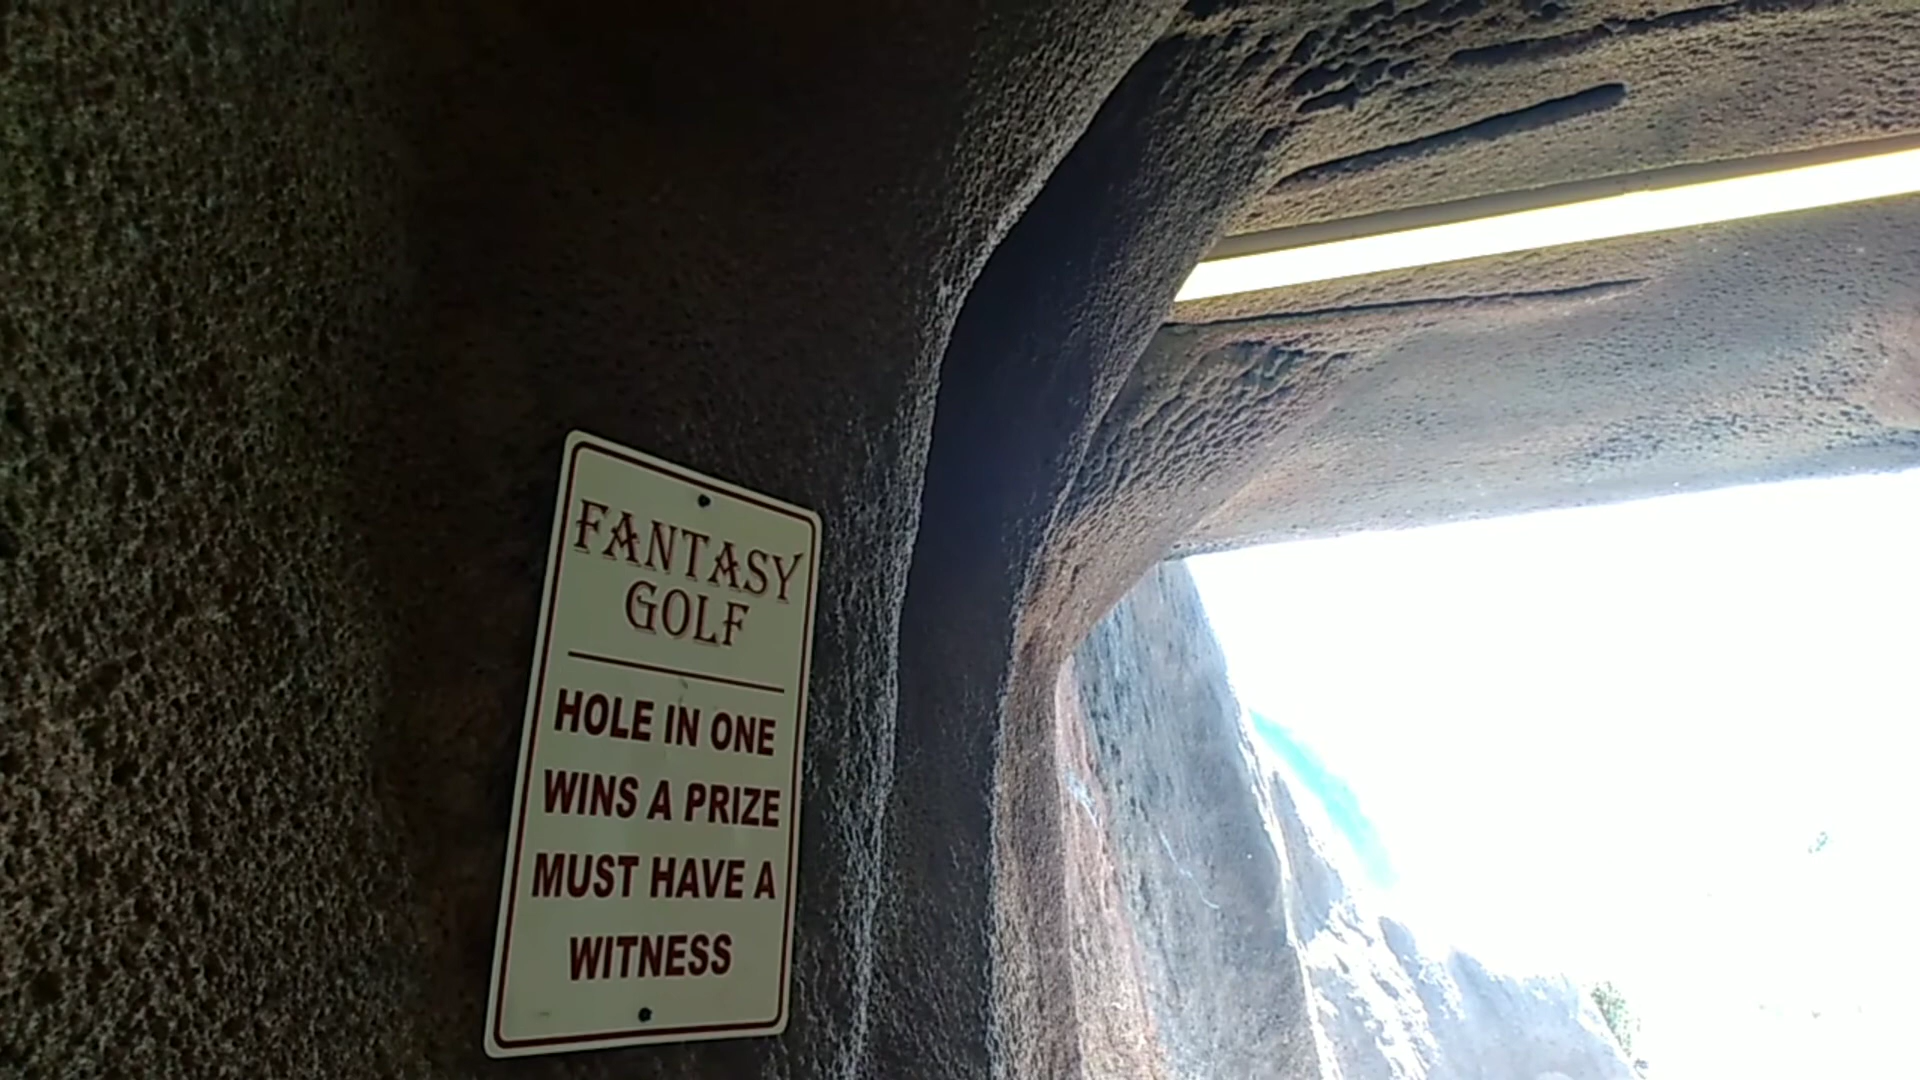 FANTASY
GOLF
HOLE IN ONE
WINS A PRIZE
MUST HAVE A
WITNESS